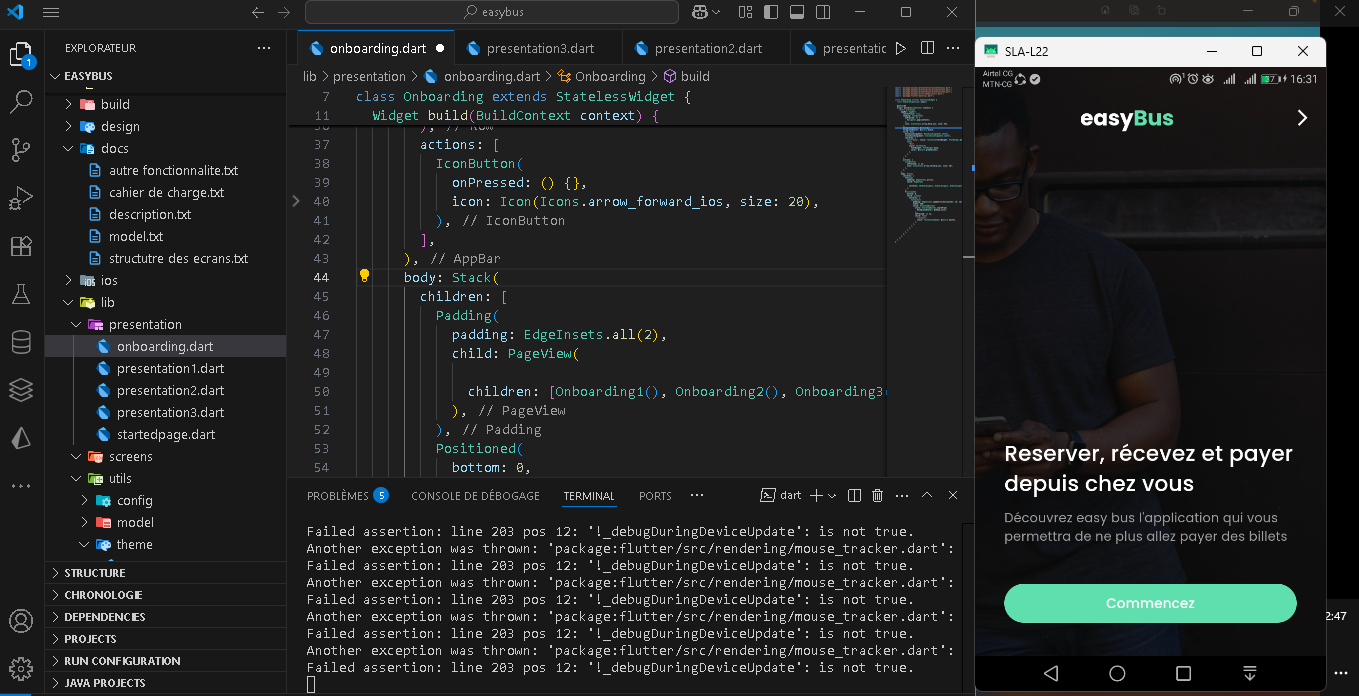 easybus
EXPLORATEUR
EASYBUS
build
design
docs
autre fonctionnalite.txt
cahier de charge.txt
description.txt
model.txt
structutre des ecrans.txt
ios
lib
presentation
onboarding.dart
presentation1.dart
presentation2.dart
presentation3.dart
startedpage.dart
screens
utils
config
model
theme
STRUCTURE
CHRONOLOGIE
DEPENDENCIES
PROJECTS
RUN CONFIGURATION
JAVA PROJECTS
1
onboarding.dart
presentation3.dart
presentation2.dart
presentatic
lib > presentation > onboarding.dart > Onboarding > build
7 class Onboarding extends StatelessWidget {
11 Widget build(BuildContext context) {
36 ), // Row
37 actions: [
38 IconButton(
39 onPressed: () {},
40 icon: Icon(Icons.arrow_forward_ios, size: 20),
41 ), // IconButton
42 ],
43 ), // AppBar
44 body: Stack(
45 children: [
46 Padding(
47 padding: EdgeInsets.all(2),
48 child: PageView(
49
50 children: [Onboarding1(), Onboarding2(), Onboarding3(
51 ), // PageView
52 ), // Padding
53 Positioned(
54 bottom: 0,
PROBLÈMES 5 CONSOLE DE DÉBOGAGE TERMINAL PORTS dart
Failed assertion: line 203 pos 12: '!_debugDuringDeviceUpdate': is not true.
Another exception was thrown: 'package:flutter/src/rendering/mouse_tracker.dart':
Failed assertion: line 203 pos 12: '!_debugDuringDeviceUpdate': is not true.
Another exception was thrown: 'package:flutter/src/rendering/mouse_tracker.dart':
Failed assertion: line 203 pos 12: '!_debugDuringDeviceUpdate': is not true.
Another exception was thrown: 'package:flutter/src/rendering/mouse_tracker.dart':
Failed assertion: line 203 pos 12: '!_debugDuringDeviceUpdate': is not true.
Another exception was thrown: 'package:flutter/src/rendering/mouse_tracker.dart':
Failed assertion: line 203 pos 12: '!_debugDuringDeviceUpdate': is not true.
SLA-L22
Airtel CG
MTN-CG
16:31
easyBus
Reserver, récevez et payer
depuis chez vous
Découvrez easy bus l'application qui vous
permettra de ne plus allez payer des billets
Commencez
2:47